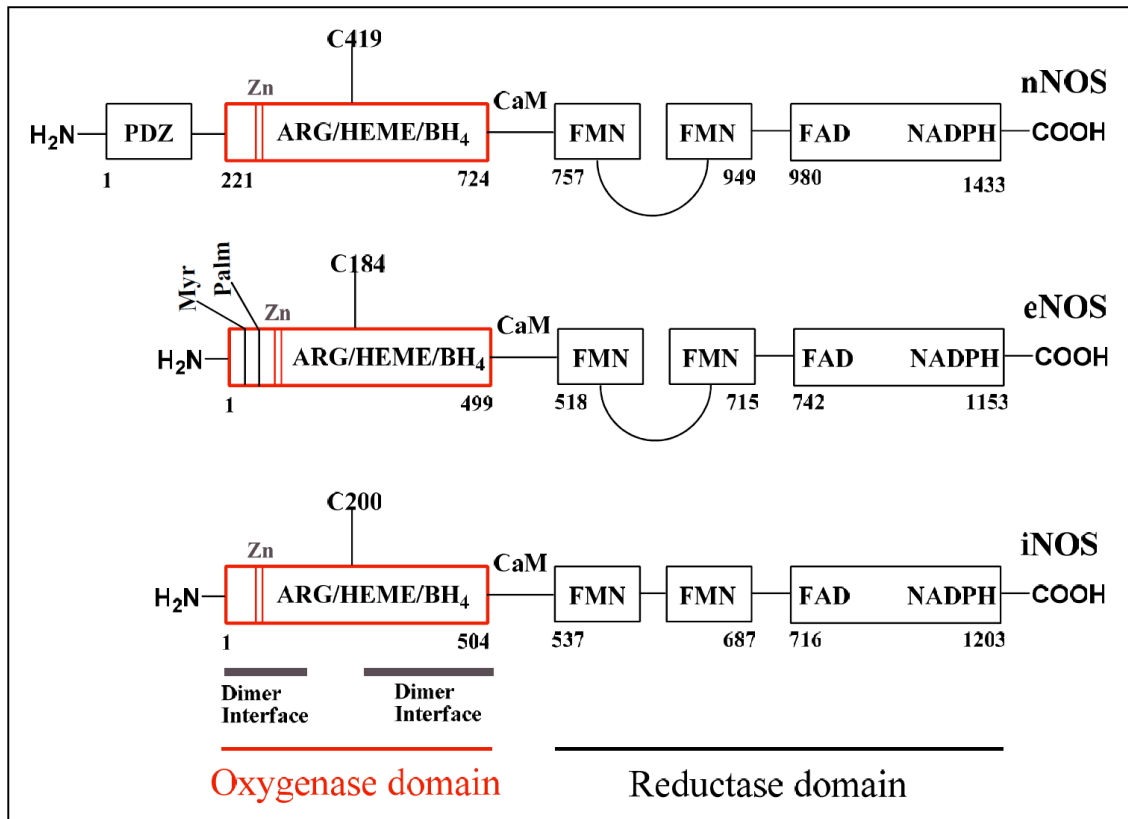 C419
Zn
CaM
nNOS
H₂N
PDZ
ARG/HEME/BH₄
FMN
FMN
FAD
NADPH
COOH
1
221
724
757
949
980
1433
Myr
Palm
C184
Zn
CaM
eNOS
H₂N
ARG/HEME/BH₄
FMN
FMN
FAD
NADPH
COOH
1
499
518
715
742
1153
C200
Zn
CaM
iNOS
H₂N
ARG/HEME/BH₄
FMN
FMN
FAD
NADPH
COOH
1
504
537
687
716
1203
Dimer
Interface
Dimer
Interface
Oxygenase domain
Reductase domain